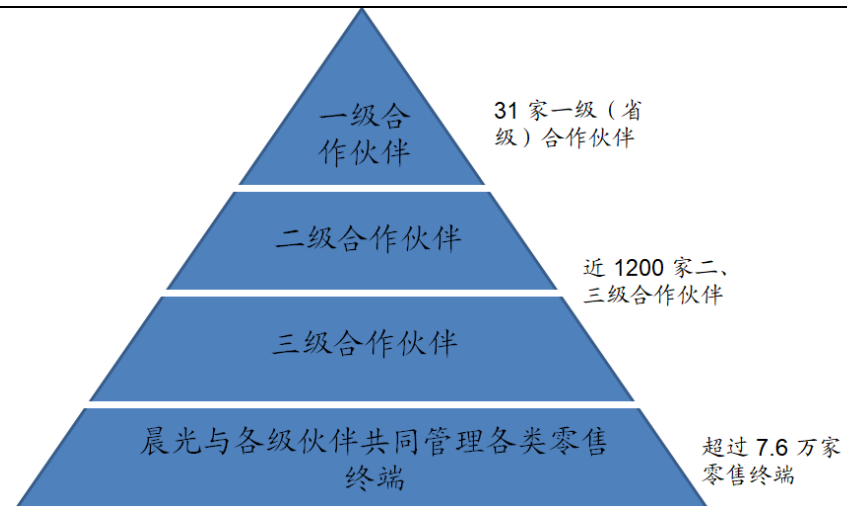 一级合
作伙伴
31 家一级（省
级）合作伙伴
二级合作伙伴
近 1200 家二、
三级合作伙伴
三级合作伙伴
晨光与各级伙伴共同管理各类零售
终端
超过 7.6 万家
零售终端